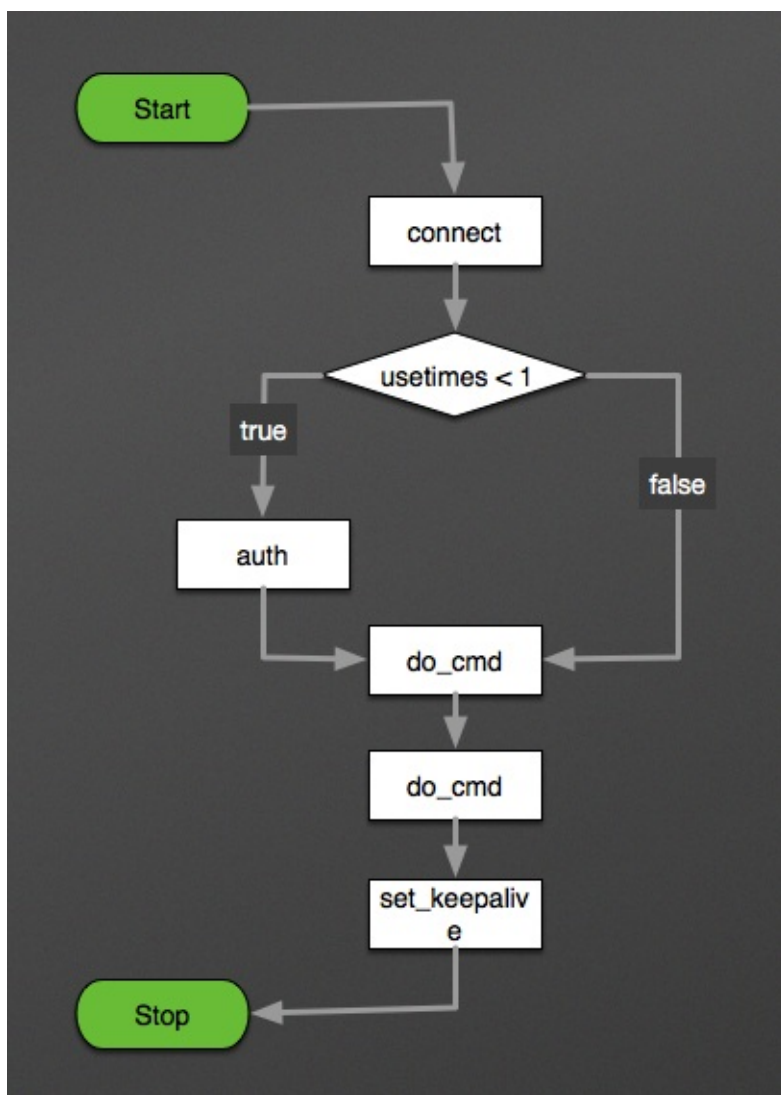 Start
connect
usetimes < 1
true
false
auth
do_cmd
do_cmd
set_keepaliv
e
Stop